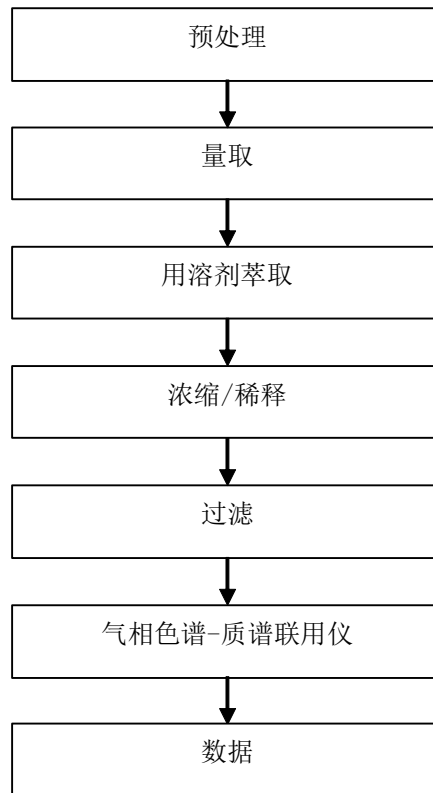 预处理
量取
用溶剂萃取
浓缩/稀释
过滤
气相色谱-质谱联用仪
数据